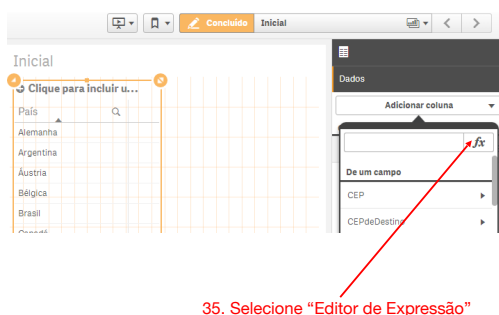 Concluído Inicial
Inicial
Clique para incluir u...
País
Alemanha
Argentina
Áustria
Bélgica
Brasil
Canadá
Dados
Adicionar coluna
fx
De um campo
CEP
CEPdeDestino
35. Selecione “Editor de Expressão”